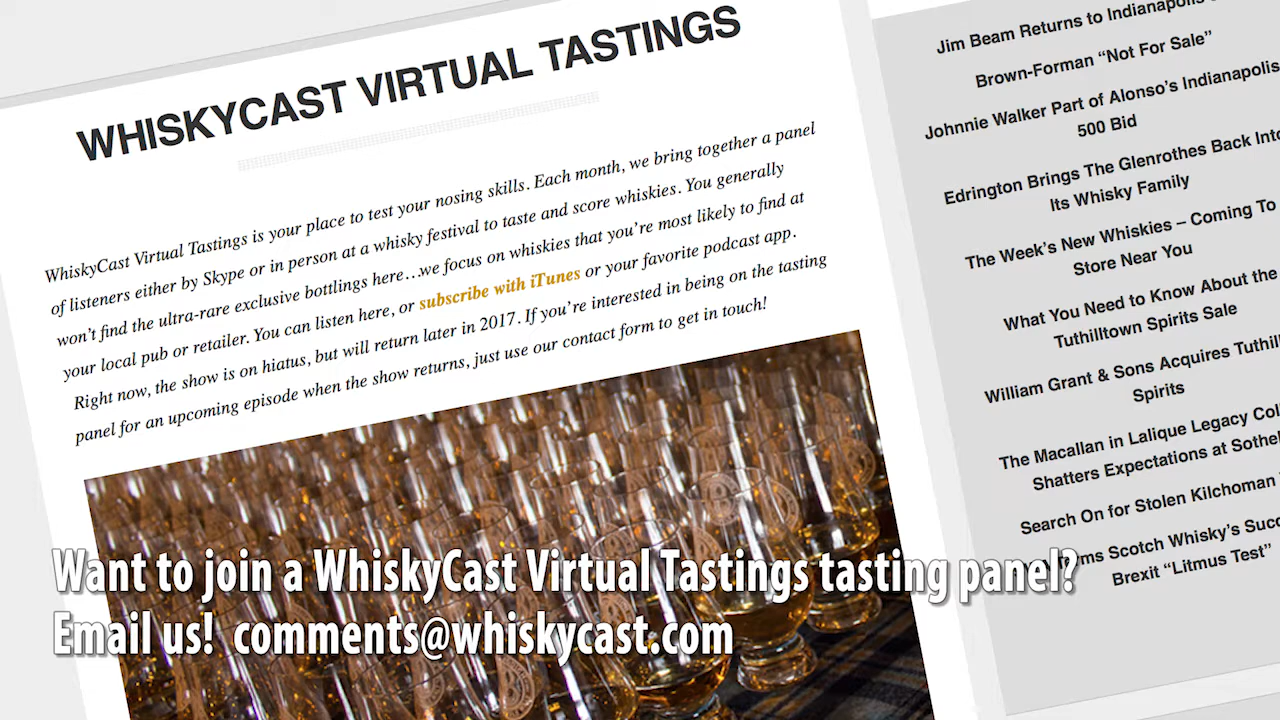 WHISKYCAST VIRTUAL TASTINGS
WhiskyCast Virtual Tastings is your place to test your nosing skills. Each month, we bring together a panel
of listeners either by Skype or in person at a whisky festival to taste and score whiskies. You generally
won't find the ultra-rare exclusive bottlings here…we focus on whiskies that you're most likely to find at
your local pub or retailer. You can listen here, or subscribe with iTunes or your favorite podcast app.
Right now, the show is on hiatus, but will return later in 2017. If you're interested in being on the tasting
panel for an upcoming episode when the show returns, just use our contact form to get in touch!
Jim Beam Returns to Indianapolis
Brown-Forman “Not For Sale”
Johnnie Walker Part of Alonso's Indianapolis
500 Bid
Edrington Brings The Glenrothes Back Into
Its Whisky Family
The Week's New Whiskies – Coming To
Store Near You
What You Need to Know About the
Tuthilltown Spirits Sale
William Grant & Sons Acquires Tuthill
Spirits
The Macallan in Lalique Legacy Coll
Shatters Expectations at Sothe
Search On for Stolen Kilchoman
ms Scotch Whisky's Succ
Brexit “Litmus Test”
Want to join a WhiskyCast Virtual Tastings tasting panel?
Email us! comments@whiskycast.com